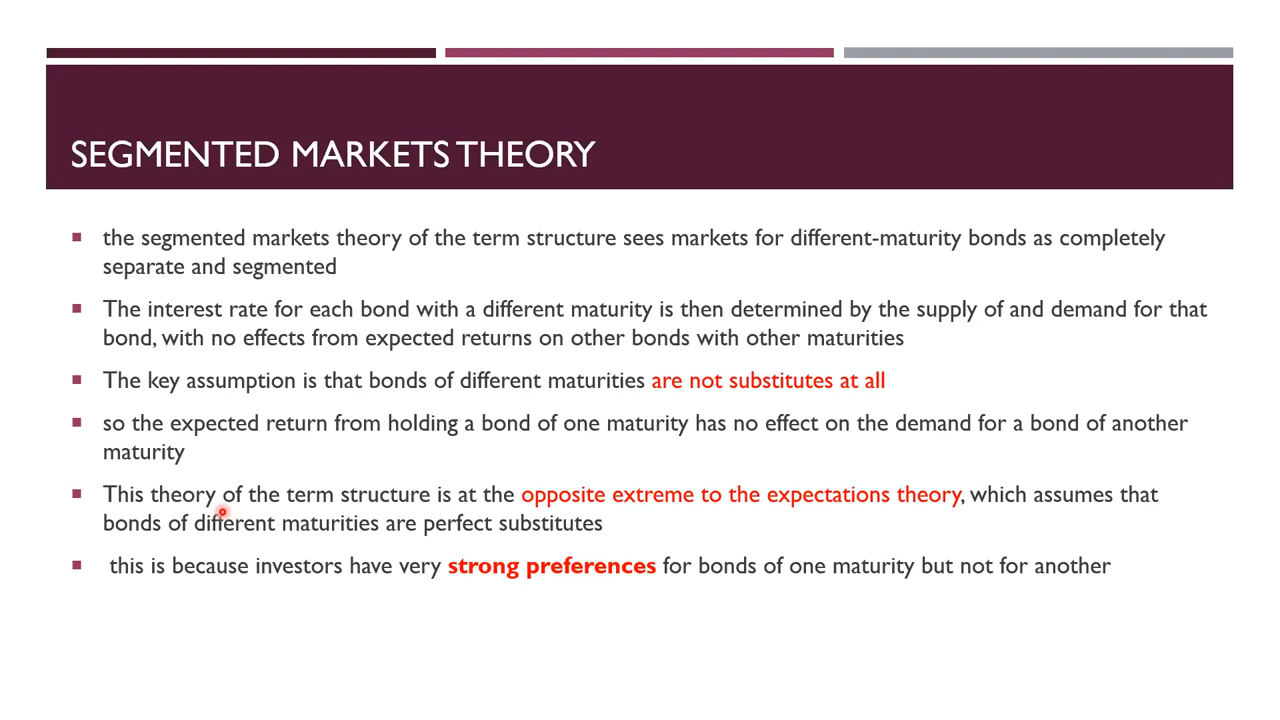 SEGMENTED MARKETS THEORY
the segmented markets theory of the term structure sees markets for different-maturity bonds as completely
separate and segmented
The interest rate for each bond with a different maturity is then determined by the supply of and demand for that
bond, with no effects from expected returns on other bonds with other maturities
The key assumption is that bonds of different maturities are not substitutes at all
so the expected return from holding a bond of one maturity has no effect on the demand for a bond of another
maturity
This theory of the term structure is at the opposite extreme to the expectations theory, which assumes that
bonds of different maturities are perfect substitutes
this is because investors have very strong preferences for bonds of one maturity but not for another